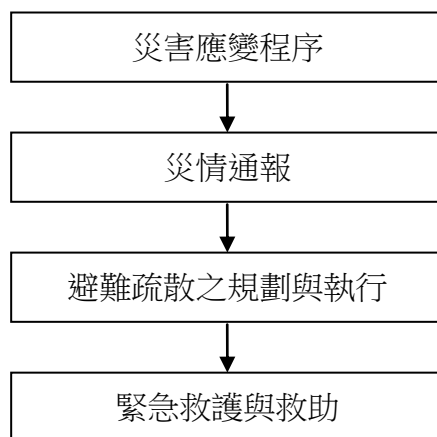 災害應變程序
災情通報
避難疏散之規劃與執行
緊急救護與救助